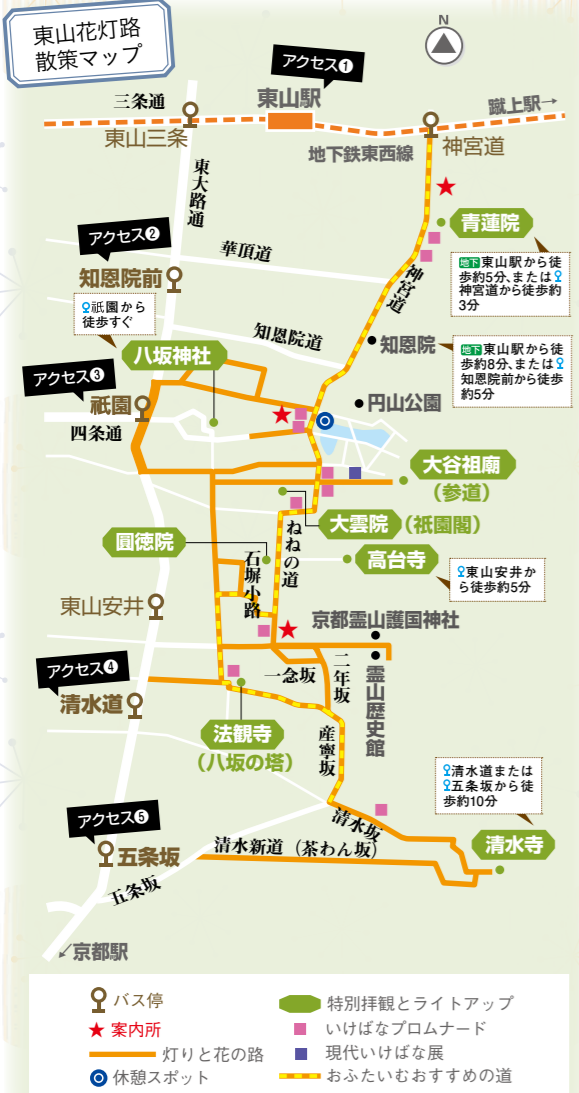 東山花灯路
散策マップ
N
アクセス❶
三条通
東山駅
蹴上駅→
東山三条
地下鉄東西線
神宮道
東大路通
青蓮院
アクセス❷
華頂道
神宮道
地下東山駅から徒
歩約5分、または
神宮道から徒歩約
3分
知恩院前
祇園から
徒歩すぐ
知恩院道
知恩院
地下東山駅から徒
歩約8分、または
知恩院前から徒歩
約5分
八坂神社
アクセス❸
祇園
円山公園
四条通
大谷祖廟
(参道)
大雲院(祇園閣)
圓徳院
ねねの道
石塀小路
高台寺
東山安井か
ら徒歩約5分
東山安井
京都霊山護国神社
アクセス❹
一念坂
二年坂
霊山歴史館
清水道
法観寺
(八坂の塔)
産寧坂
清水道または
五条坂から徒
歩約10分
アクセス❺
清水坂
五条坂
清水新道(茶わん坂)
清水寺
五条坂
↙京都駅
バス停
特別拝観とライトアップ
★案内所
いけばなプロムナード
灯りと花の路
現代いけばな展
休憩スポット
おふたいむおすすめの道